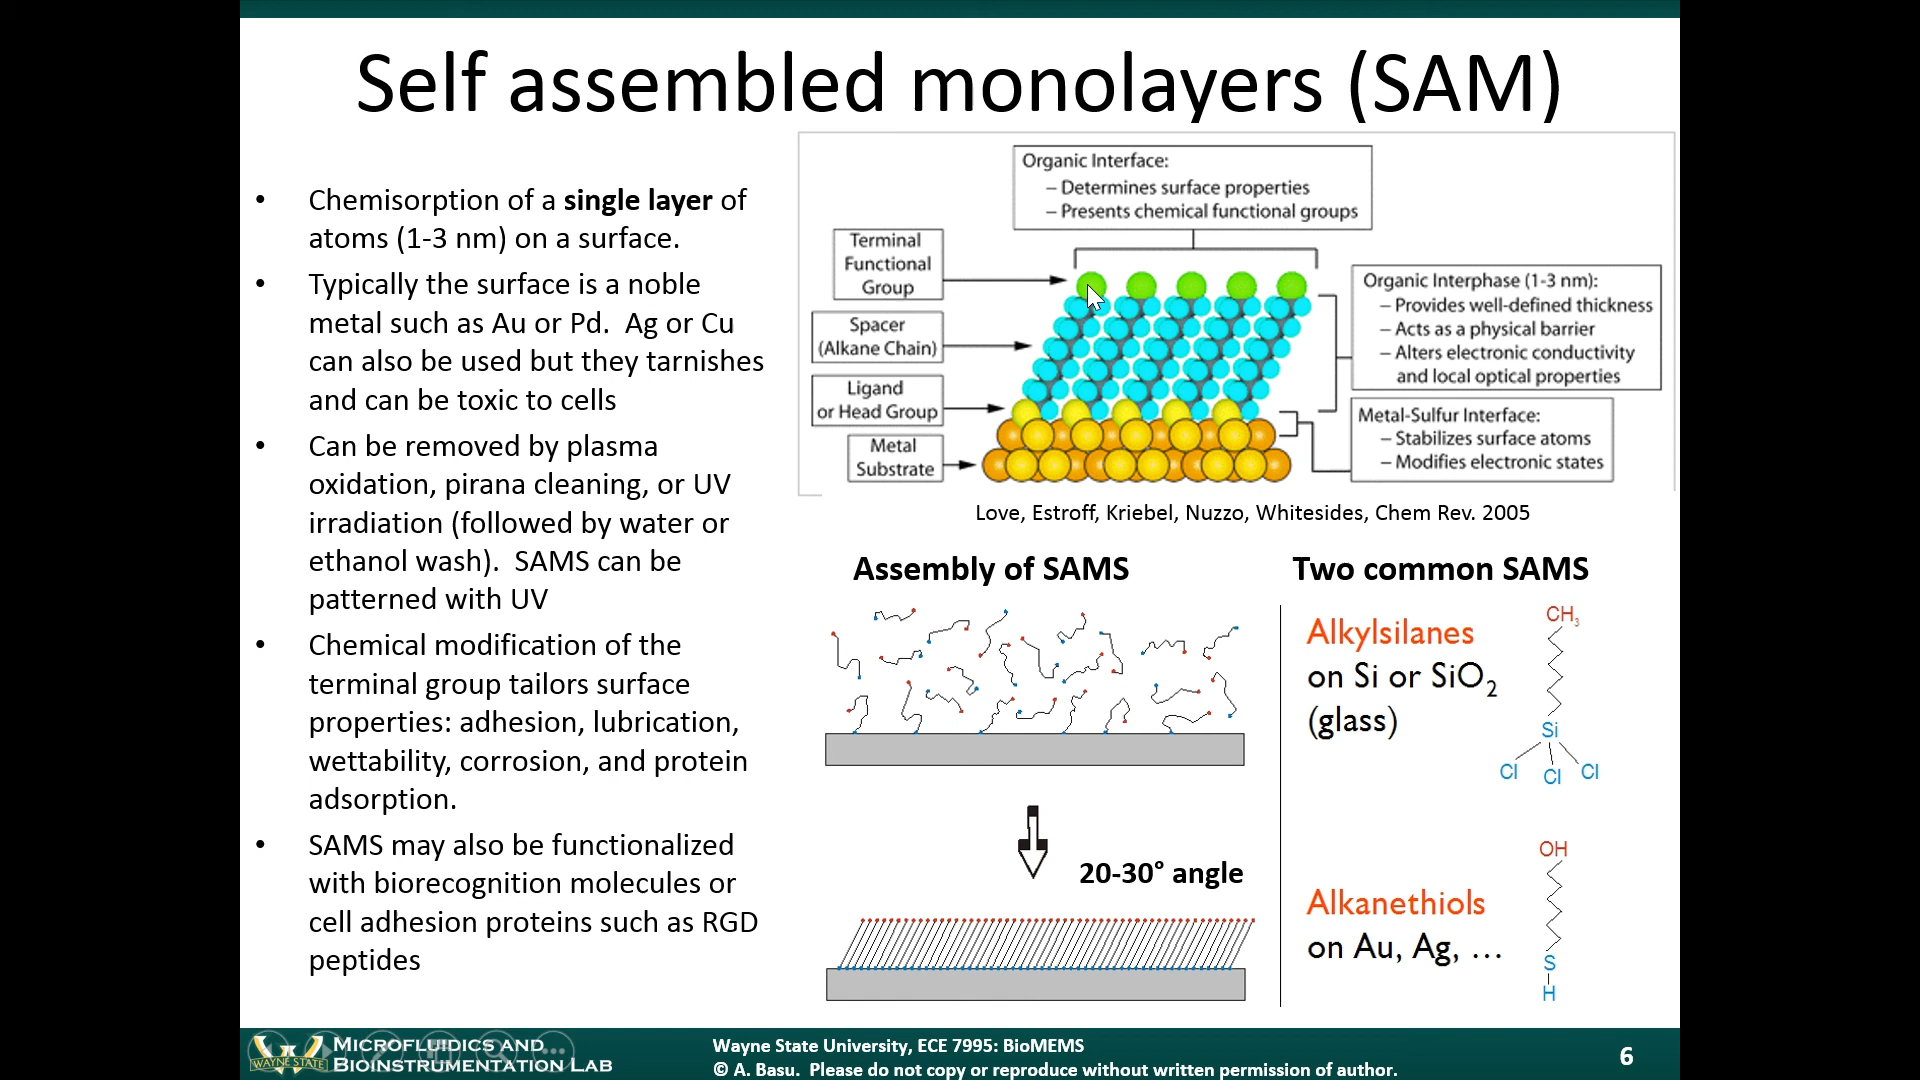 Self assembled monolayers (SAM)
• Chemisorption of a single layer of
atoms (1-3 nm) on a surface.
• Typically the surface is a noble
metal such as Au or Pd.  Ag or Cu
can also be used but they tarnishes
and can be toxic to cells
• Can be removed by plasma
oxidation, pirana cleaning, or UV
irradiation (followed by water or
ethanol wash).  SAMS can be
patterned with UV
• Chemical modification of the
terminal group tailors surface
properties: adhesion, lubrication,
wettability, corrosion, and protein
adsorption.
• SAMS may also be functionalized
with biorecognition molecules or
cell adhesion proteins such as RGD
peptides
Organic Interface:
– Determines surface properties
– Presents chemical functional groups
Terminal
Functional
Group
Spacer
(Alkane Chain)
Ligand
or Head Group
Metal
Substrate
Organic Interphase (1-3 nm):
– Provides well-defined thickness
– Acts as a physical barrier
– Alters electronic conductivity
and local optical properties
Metal-Sulfur Interface:
– Stabilizes surface atoms
– Modifies electronic states
Love, Estroff, Kriebel, Nuzzo, Whitesides, Chem Rev. 2005
Assembly of SAMS
20-30° angle
Two common SAMS
Alkylsilanes
on Si or SiO₂
(glass)
CH₃
Si
Cl Cl Cl
Alkanethiols
on Au, Ag, …
OH
S
H
WAYNE STATE
MICROFLUIDICS AND
BIOINSTRUMENTATION LAB
Wayne State University, ECE 7995: BioMEMS
© A. Basu.  Please do not copy or reproduce without written permission of author.
6